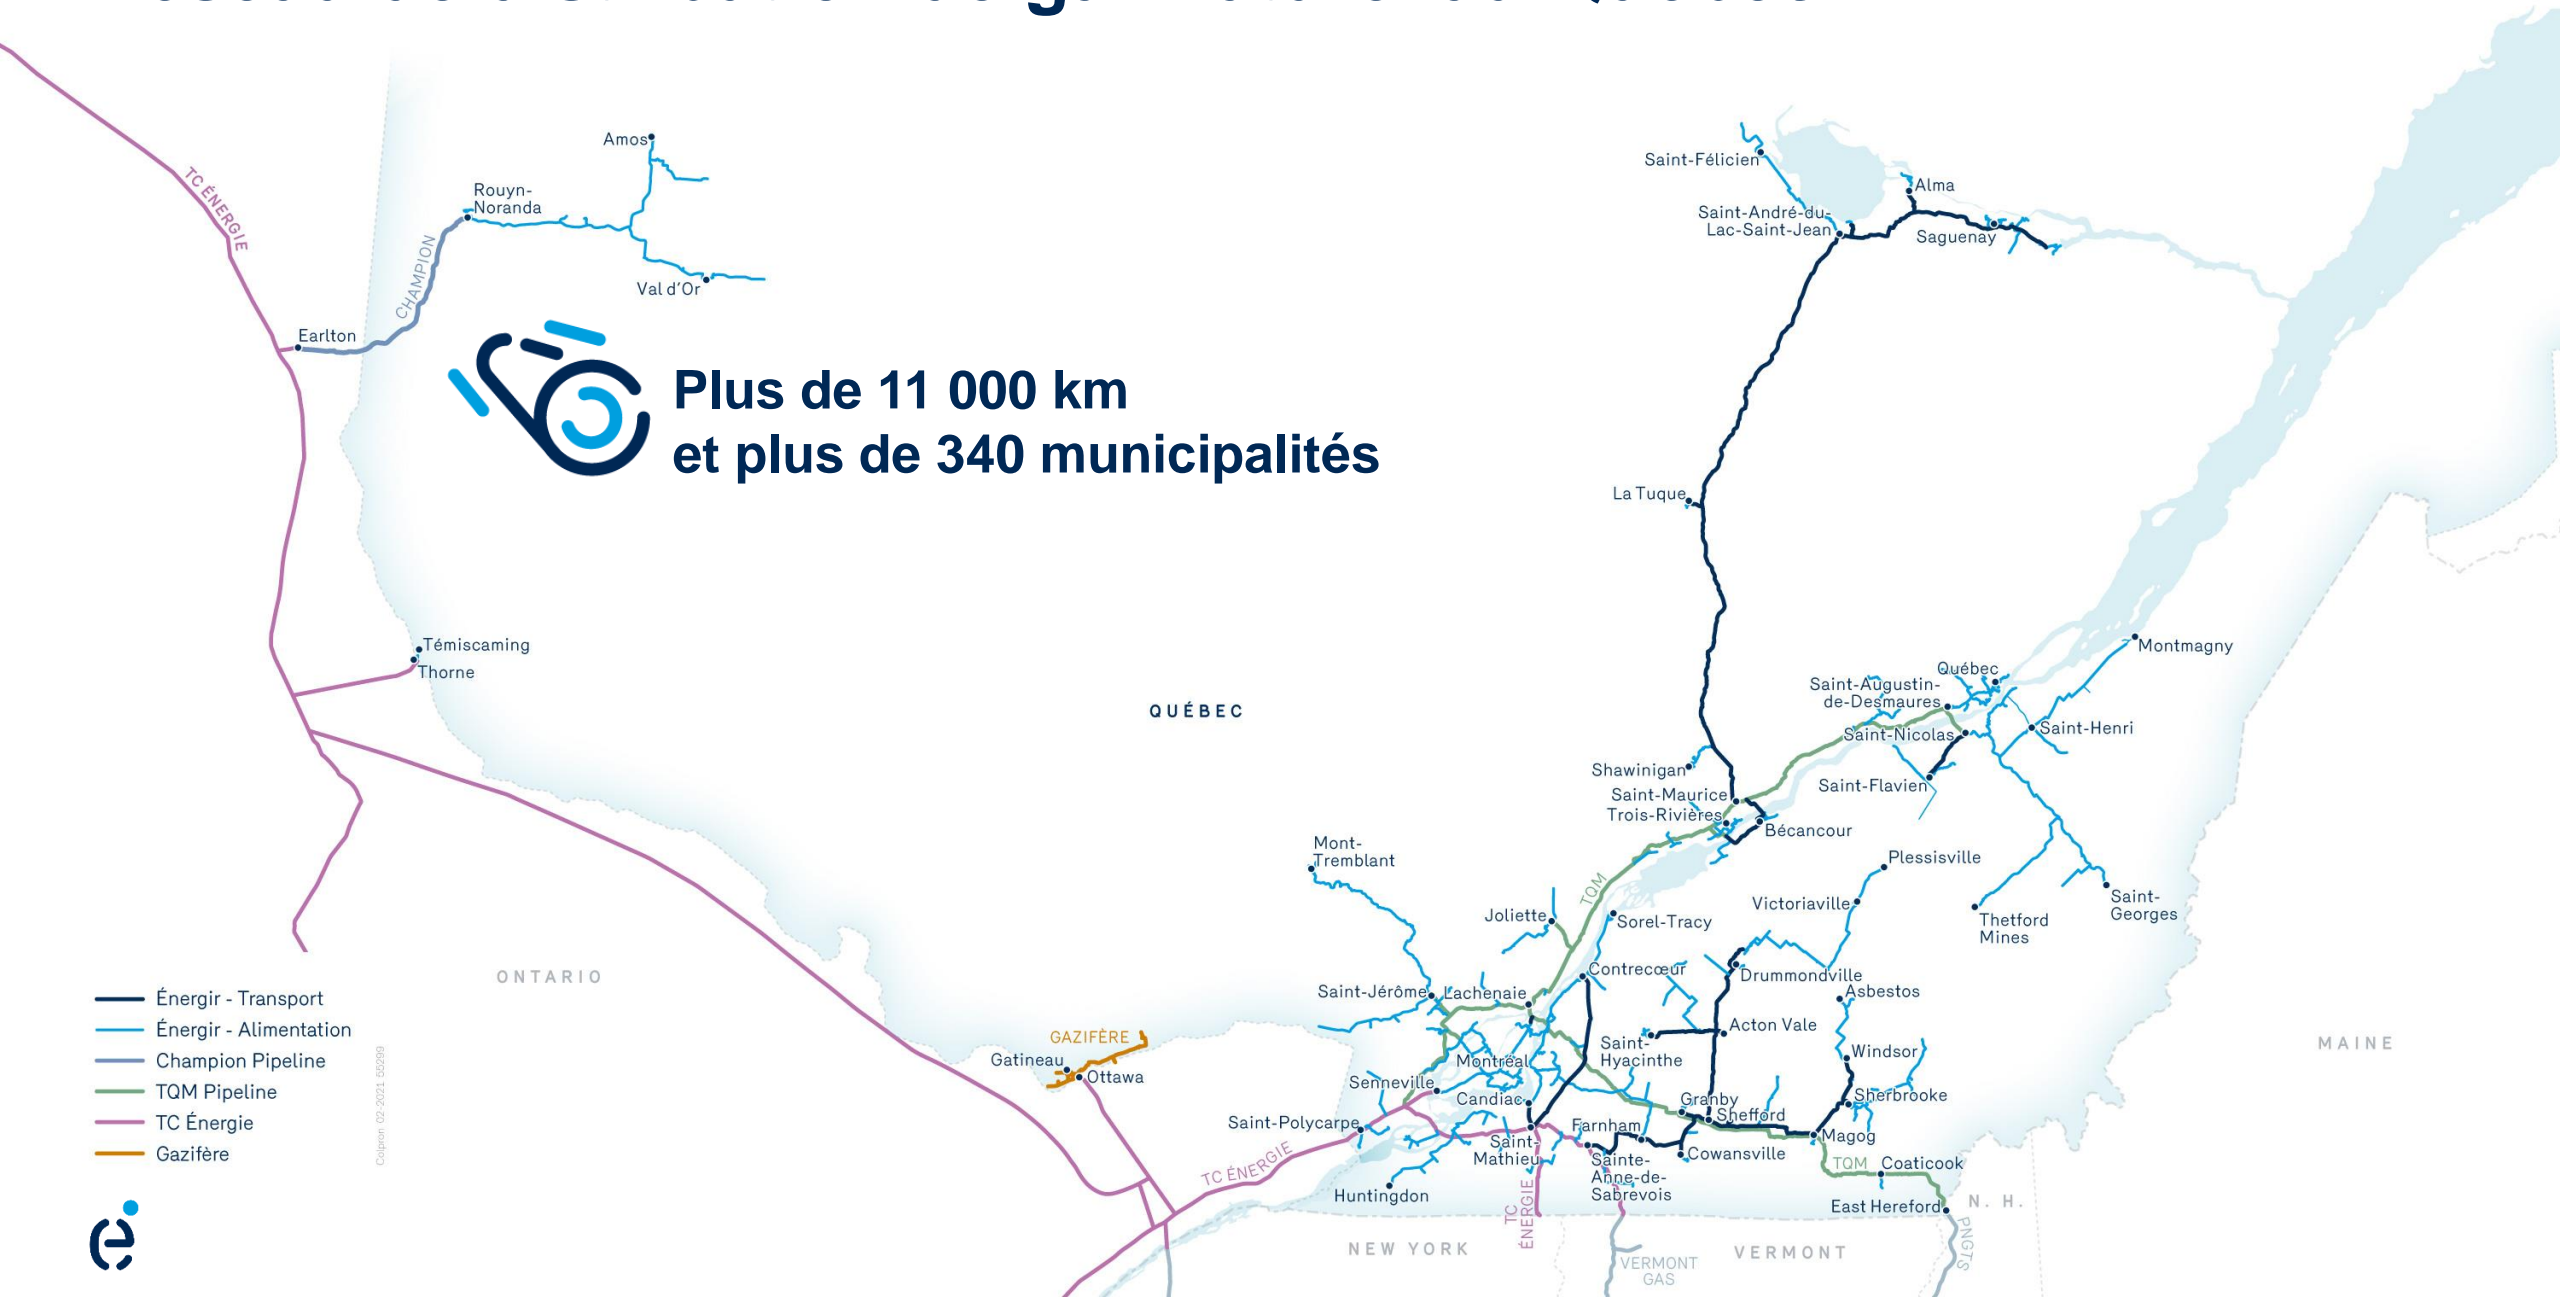 TC ÉNERGIE
Amos
Rouyn-
Noranda
CHAMPION
Val d'Or
Earlton
Plus de 11 000 km
et plus de 340 municipalités
Saint-Félicien
Alma
Saint-André-du-
Lac-Saint-Jean
Saguenay
La Tuque
Témiscaming
Thorne
QUÉBEC
Montmagny
Québec
Saint-Augustin-
de-Desmaures
Saint-Henri
Saint-Nicolas
Shawinigan
Saint-Flavien
Saint-Maurice
Trois-Rivières
Bécancour
Mont-
Tremblant
Plessisville
TQM
Victoriaville
Saint-
Georges
Joliette
Sorel-Tracy
Thetford
Mines
ONTARIO
Contrecœur
Drummondville
Saint-Jérôme
Lachenaie
Asbestos
Acton Vale
GAZIFÈRE
Saint-
Hyacinthe
MAINE
Gatineau
Ottawa
Montréal
Windsor
Senneville
Candiac
Granby
Sherbrooke
Shefford
Saint-Polycarpe
Farnham
Magog
TC ÉNERGIE
Saint-
Mathieu
Sainte-
Anne-de-
Sabrevois
Cowansville
TQM
Coaticook
Huntingdon
TC
ÉNERGIE
East Hereford
N. H.
NEW YORK
VERMONT
VERMONT
GAS
PNGTS
Énergir - Transport
Énergir - Alimentation
Champion Pipeline
TQM Pipeline
TC Énergie
Gazifère
Colpron 02-2021 55299